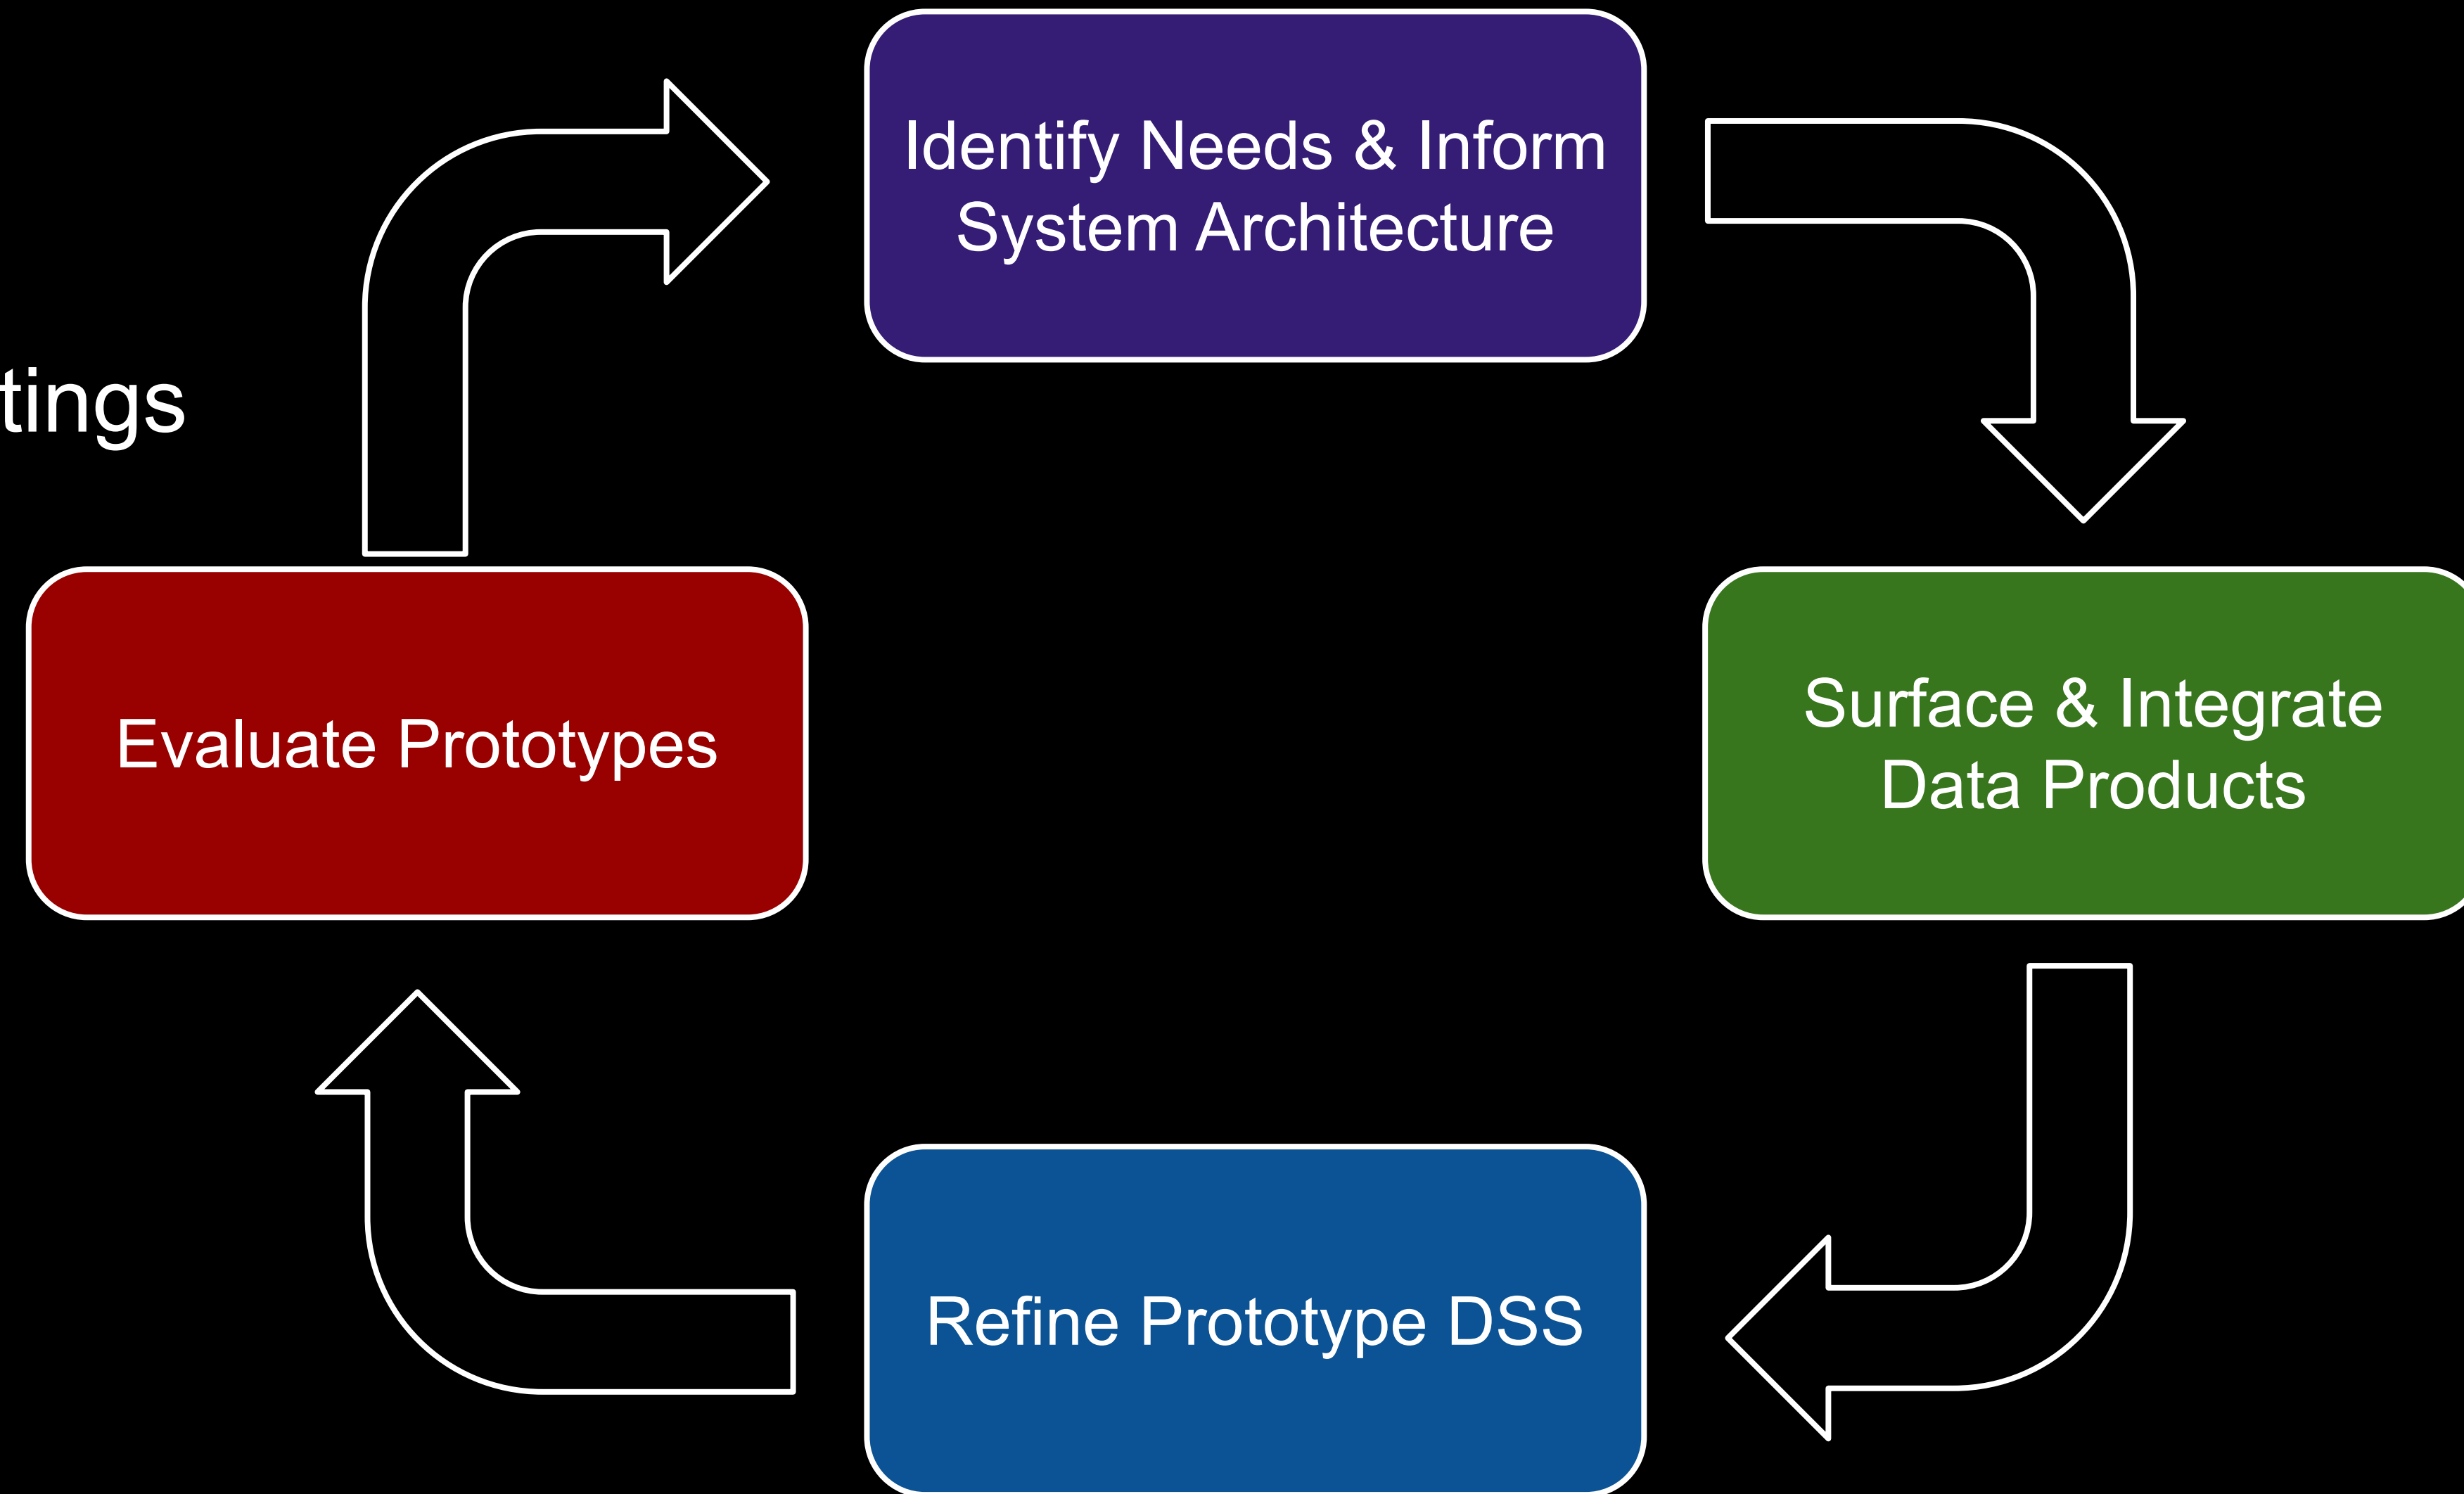 Identify Needs & Inform
System Architecture
tings
Evaluate Prototypes
Surface & Integrate
Data Products
Refine Prototype DSS